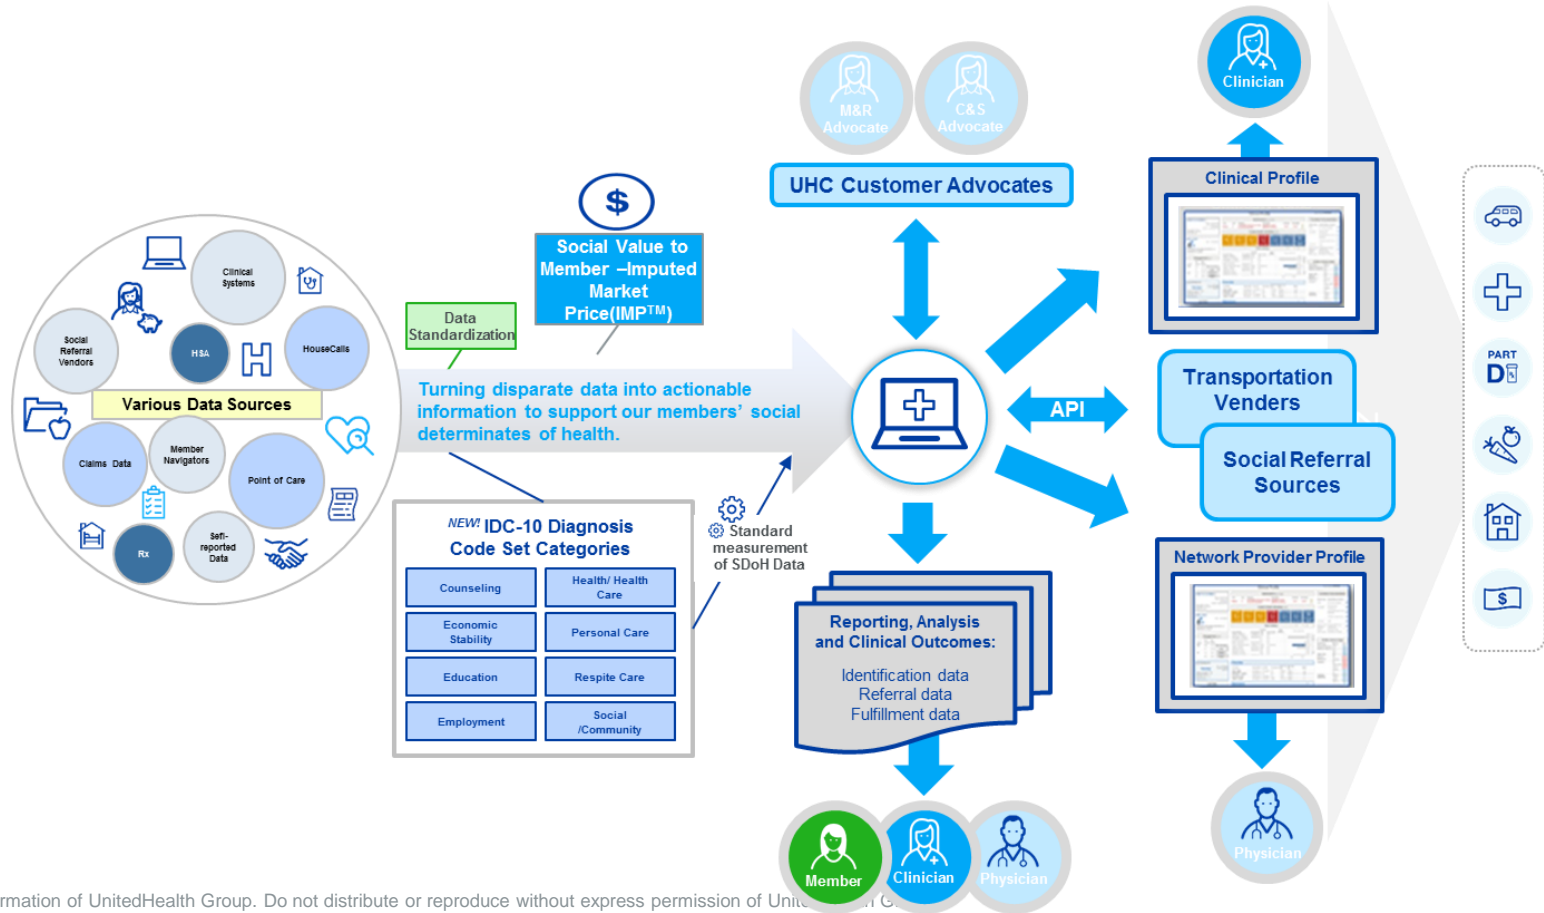 Clinical
Systems
Social
Referral
Vendors
HSA
HouseCalls
Various Data Sources
Claims Data
Member
Navigators
Point of Care
Rx
Sefl-
reported
Data
Data
Standardization
$
Social Value to
Member –Imputed
Market
Price(IMP™)
Turning disparate data into actionable
information to support our members’ social
determinates of health.
NEW! IDC-10 Diagnosis
Code Set Categories
Counseling
Health/ Health
Care
Economic
Stability
Personal Care
Education
Respite Care
Employment
Social
/Community
Standard
measurement
of SDoH Data
M&R
Advocate
C&S
Advocate
UHC Customer Advocates
API
Reporting, Analysis
and Clinical Outcomes:
Identification data
Referral data
Fulfillment data
Member
Clinician
Physician
Clinician
Clinical Profile
Transportation
Venders
Social Referral
Sources
Network Provider Profile
Physician
PART
D
$
rmation of UnitedHealth Group. Do not distribute or reproduce without express permission of